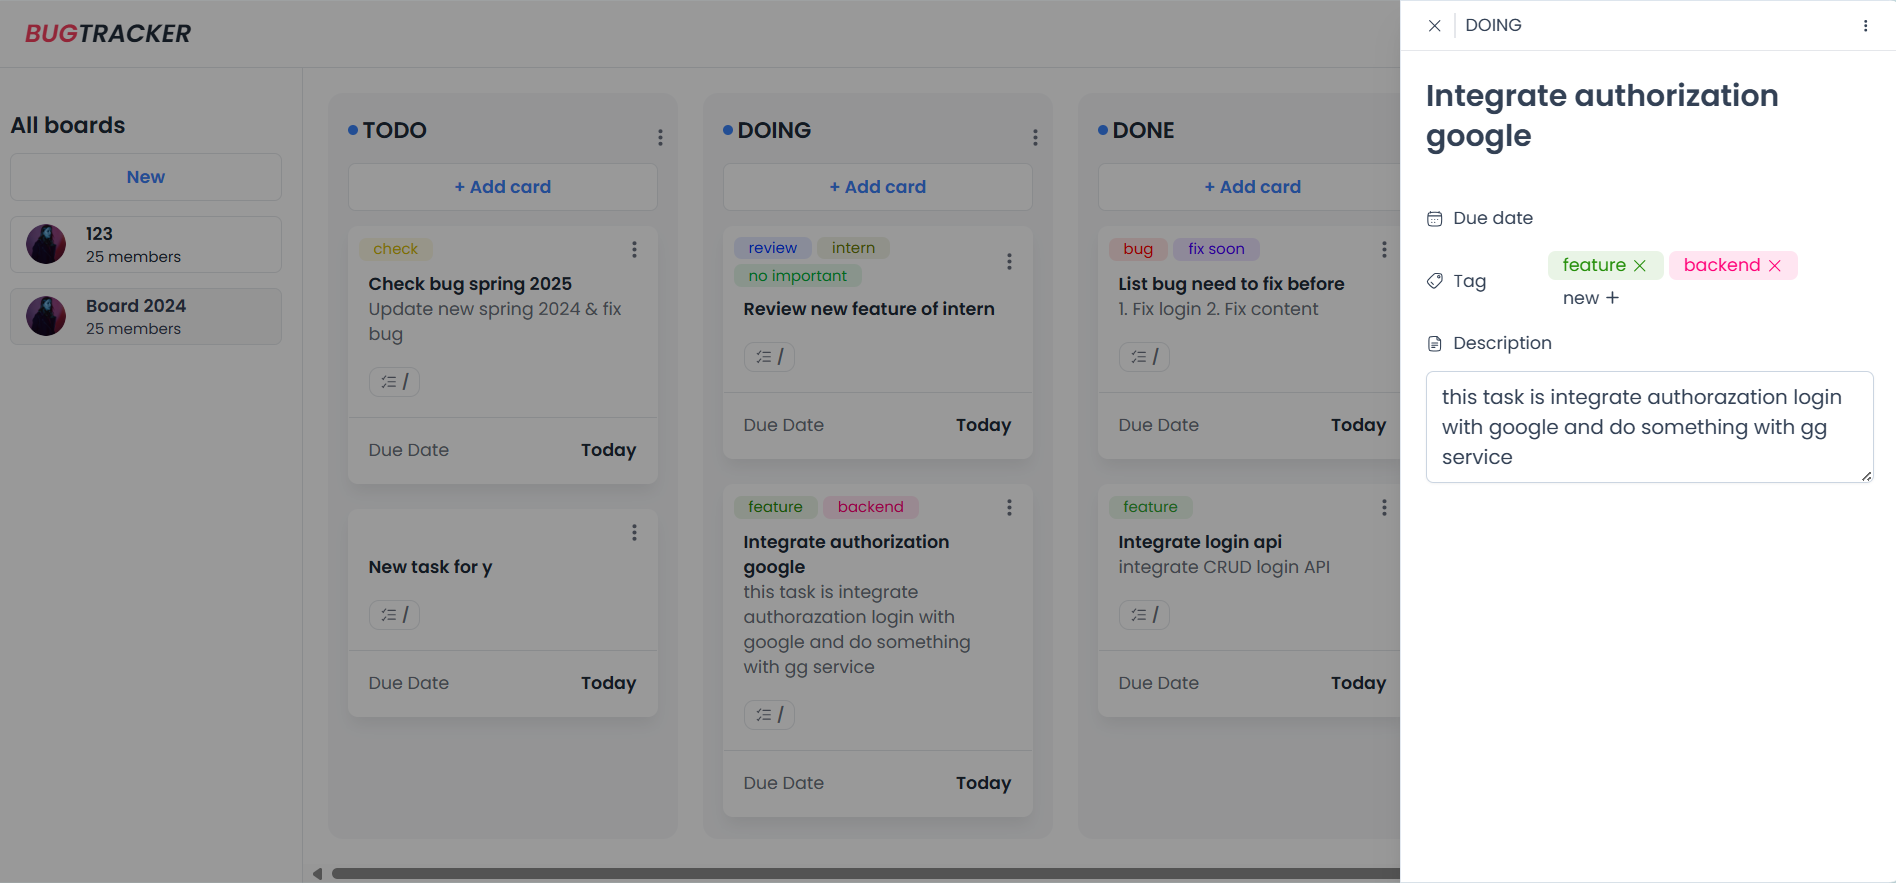 BUGTRACKER
All boards
New
123
25 members
Board 2024
25 members
TODO
+ Add card
check
Check bug spring 2025
Update new spring 2024 & fix
bug
/
Due Date Today
New task for y
/
Due Date Today
DOING
+ Add card
review intern
no important
Review new feature of intern
/
Due Date Today
feature backend
Integrate authorization
google
this task is integrate
authorazation login with
google and do something
with gg service
/
Due Date Today
DONE
+ Add card
bug fix soon
List bug need to fix before
1. Fix login 2. Fix content
/
Due Date Today
feature
Integrate login api
integrate CRUD login API
/
Due Date Today
DOING
Integrate authorization
google
Due date
Tag
feature backend
new +
Description
this task is integrate authorazation login
with google and do something with gg
service